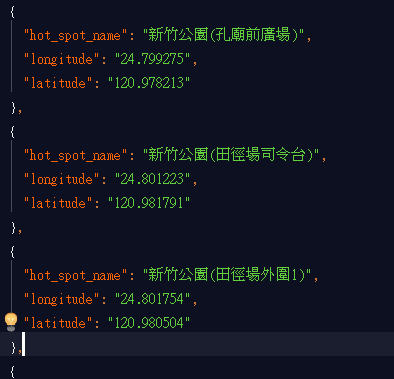 {
"hot_spot_name": "新竹公園(孔廟前廣場)",
"longitude": "24.799275",
"latitude": "120.978213"
},
{
"hot_spot_name": "新竹公園(田徑場司令台)",
"longitude": "24.801223",
"latitude": "120.981791"
},
{
"hot_spot_name": "新竹公園(田徑場外圍1)",
"longitude": "24.801754",
"latitude": "120.980504"
},
{